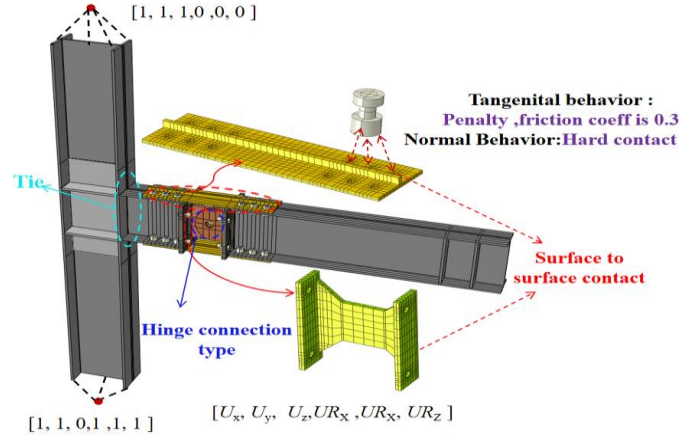 [1, 1, 1,0 ,0, 0 ]
Tangenital behavior :
Penalty ,friction coeff is 0.3
Normal Behavior:Hard contact
Tie
Surface to
surface contact
Hinge connection
type
[1, 1, 0,1 ,1, 1 ]
[ Ux, Uy, Uz,URX ,URX, URZ ]